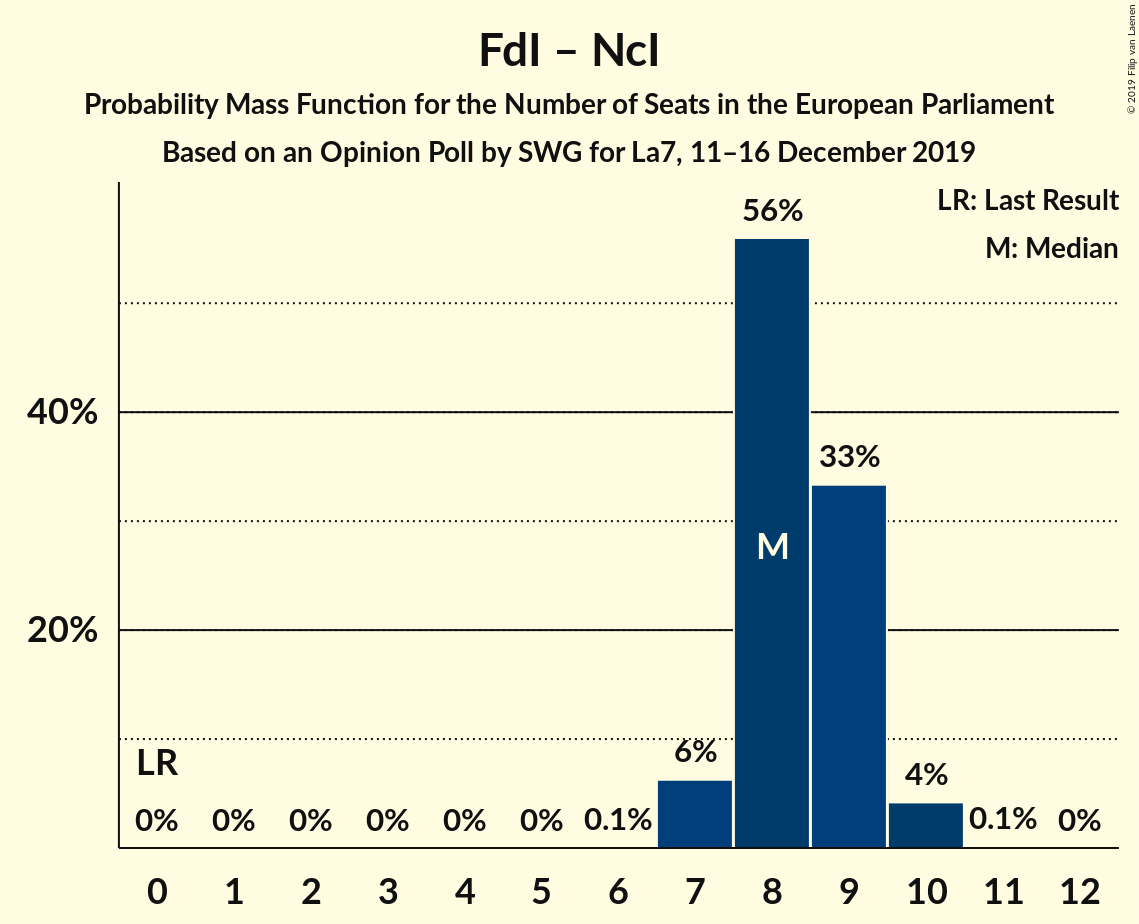 FdI – NcI
Probability Mass Function for the Number of Seats in the European Parliament
Based on an Opinion Poll by SWG for La7, 11–16 December 2019
© 2019 Filip van Laenen
LR: Last Result
M: Median
56%
40%
33%
M
20%
LR
6%
4%
0% 0% 0% 0% 0% 0% 0.1% 0.1% 0%
0 1 2 3 4 5 6 7 8 9 10 11 12